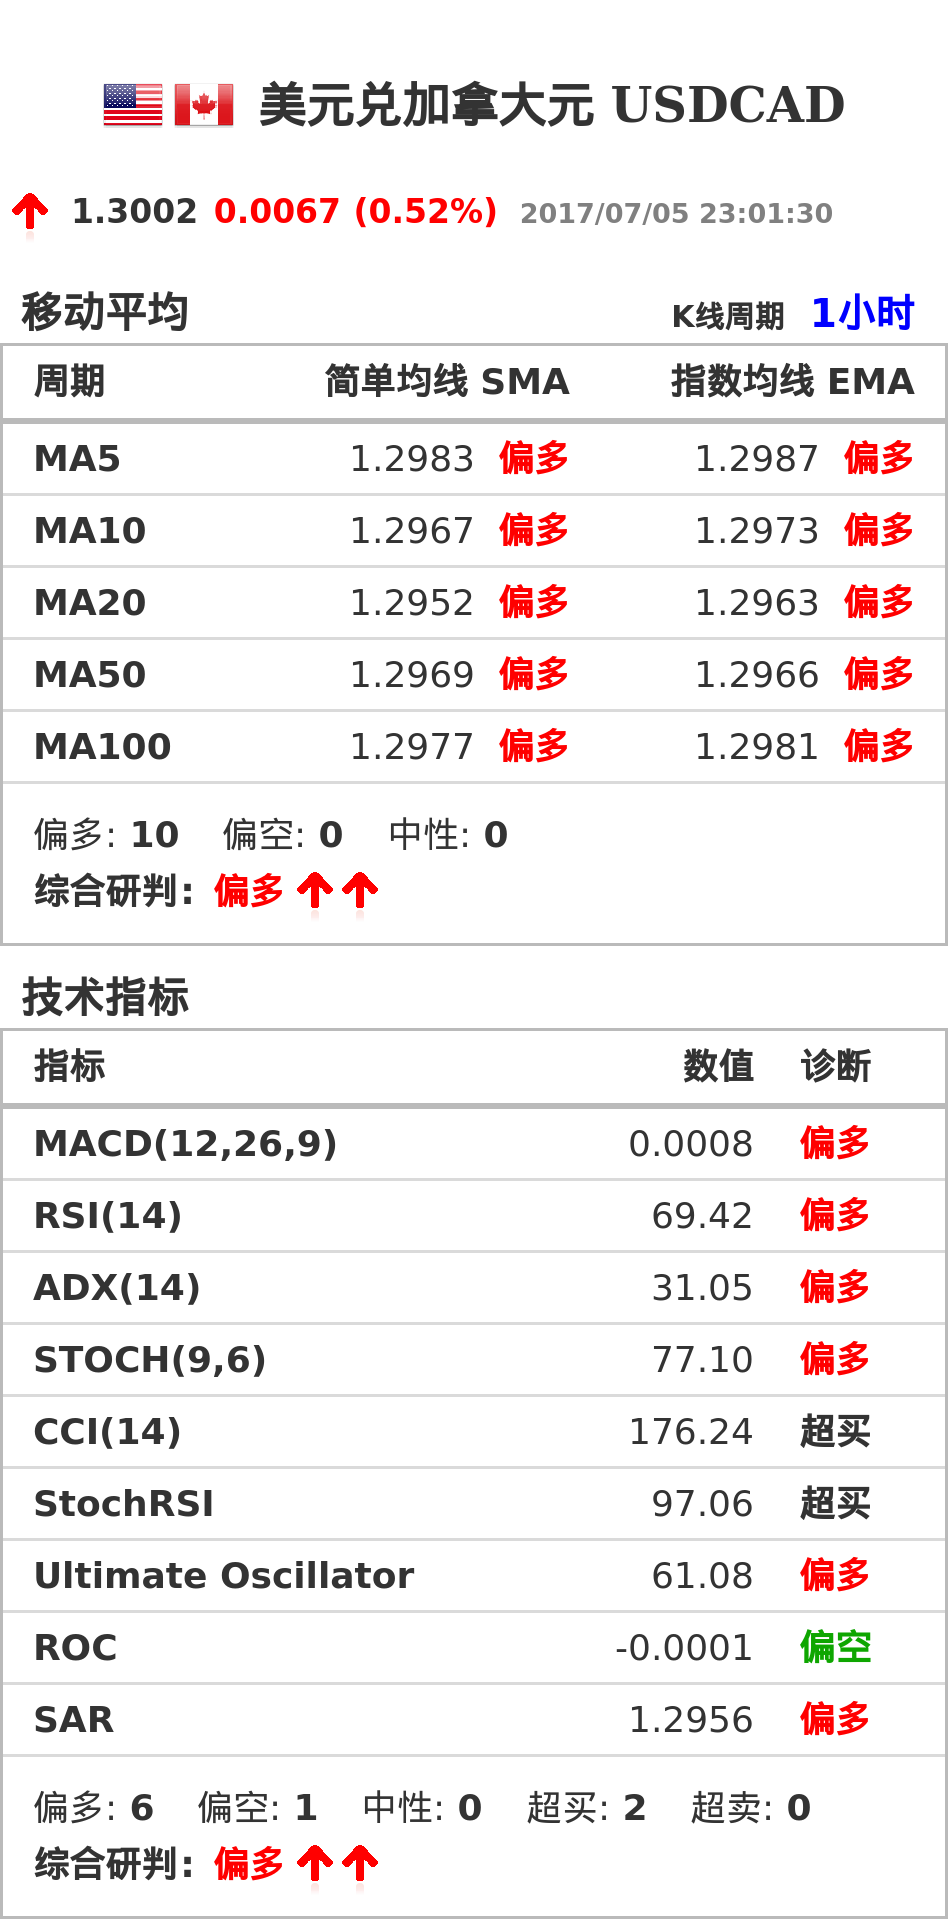 美元兑加拿大元 USDCAD
1.3002 0.0067 (0.52%) 2017/07/05 23:01:30
移动平均 K线周期 1小时
周期 简单均线 SMA 指数均线 EMA
MA5 1.2983 偏多 1.2987 偏多
MA10 1.2967 偏多 1.2973 偏多
MA20 1.2952 偏多 1.2963 偏多
MA50 1.2969 偏多 1.2966 偏多
MA100 1.2977 偏多 1.2981 偏多
偏多: 10 偏空: 0 中性: 0
综合研判: 偏多
技术指标
指标 数值 诊断
MACD(12,26,9) 0.0008 偏多
RSI(14) 69.42 偏多
ADX(14) 31.05 偏多
STOCH(9,6) 77.10 偏多
CCI(14) 176.24 超买
StochRSI 97.06 超买
Ultimate Oscillator 61.08 偏多
ROC -0.0001 偏空
SAR 1.2956 偏多
偏多: 6 偏空: 1 中性: 0 超买: 2 超卖: 0
综合研判: 偏多